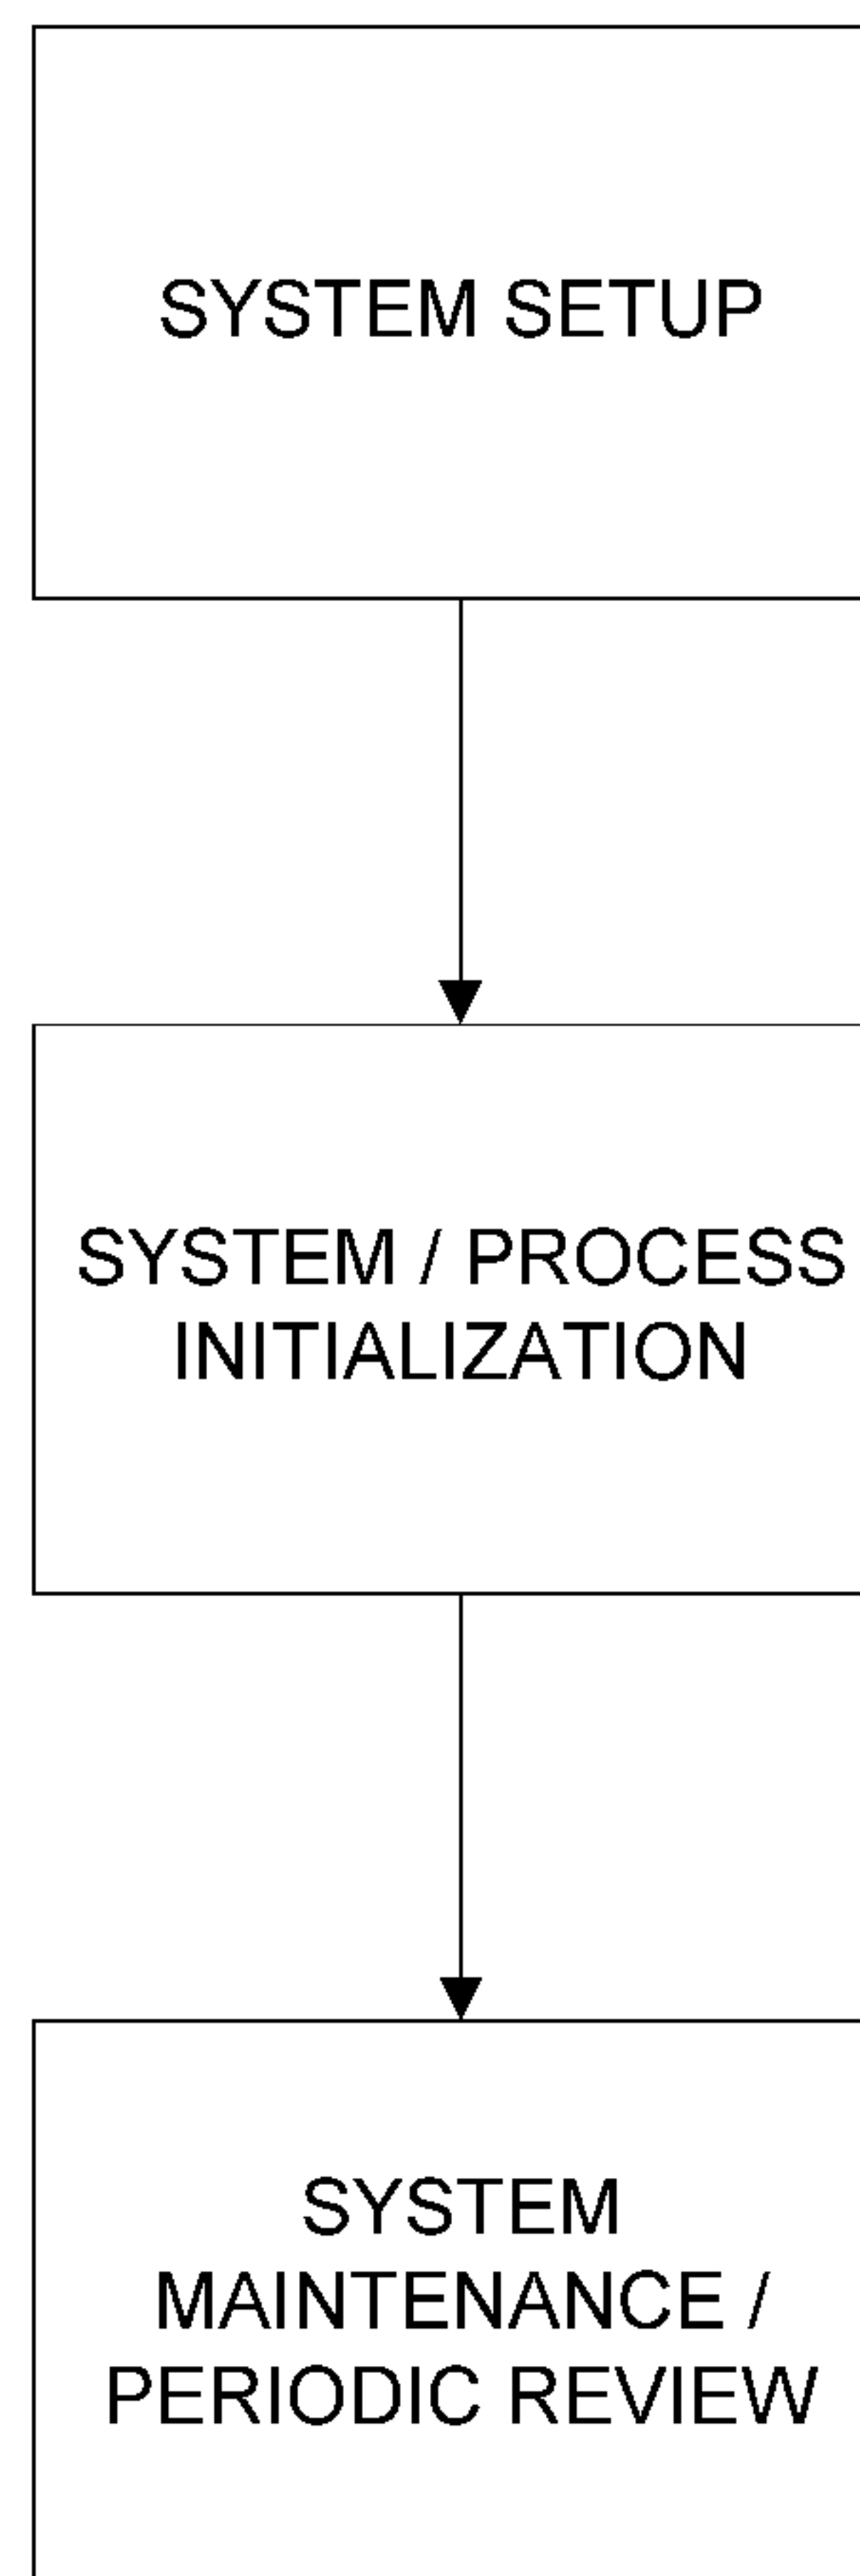 SYSTEM SETUP
SYSTEM / PROCESS
INITIALIZATION
SYSTEM
MAINTENANCE /
PERIODIC REVIEW